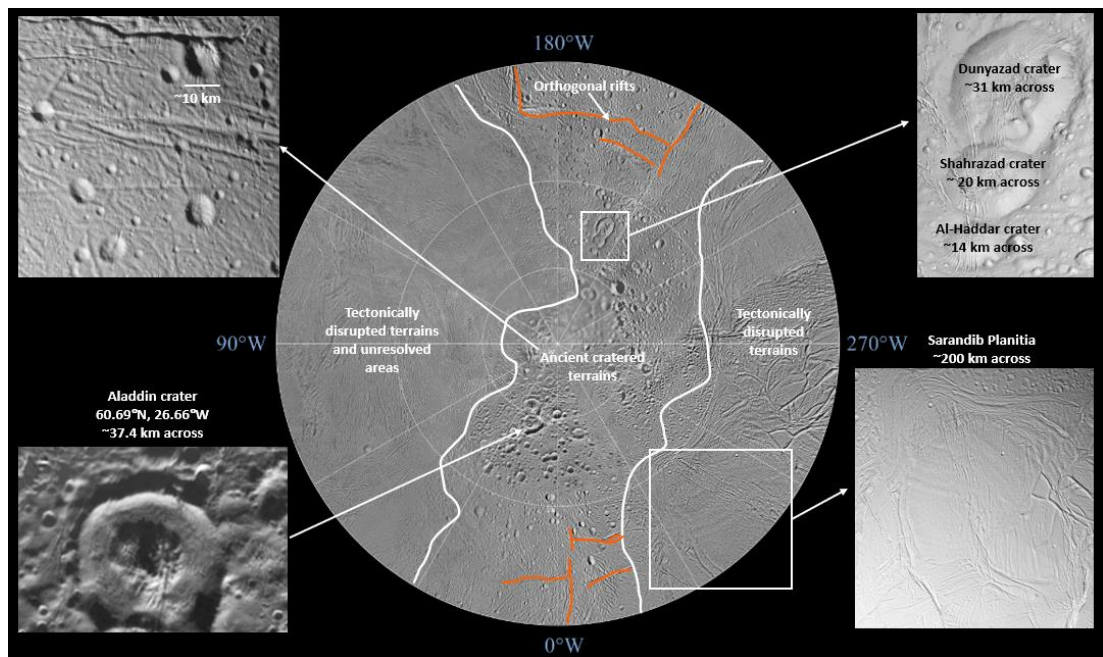 180°W
Orthogonal rifts
~10 km
Dunyazad crater
~31 km across
Shahrazad crater
~ 20 km across
Al-Haddar crater
~14 km across
90°W
Tectonically
disrupted terrains
and unresolved
areas
Ancient cratered
terrains
Tectonically
disrupted
terrains
270°W
Sarandib Planitia
~200 km across
Aladdin crater
60.69°N, 26.66°W
~37.4 km across
0°W